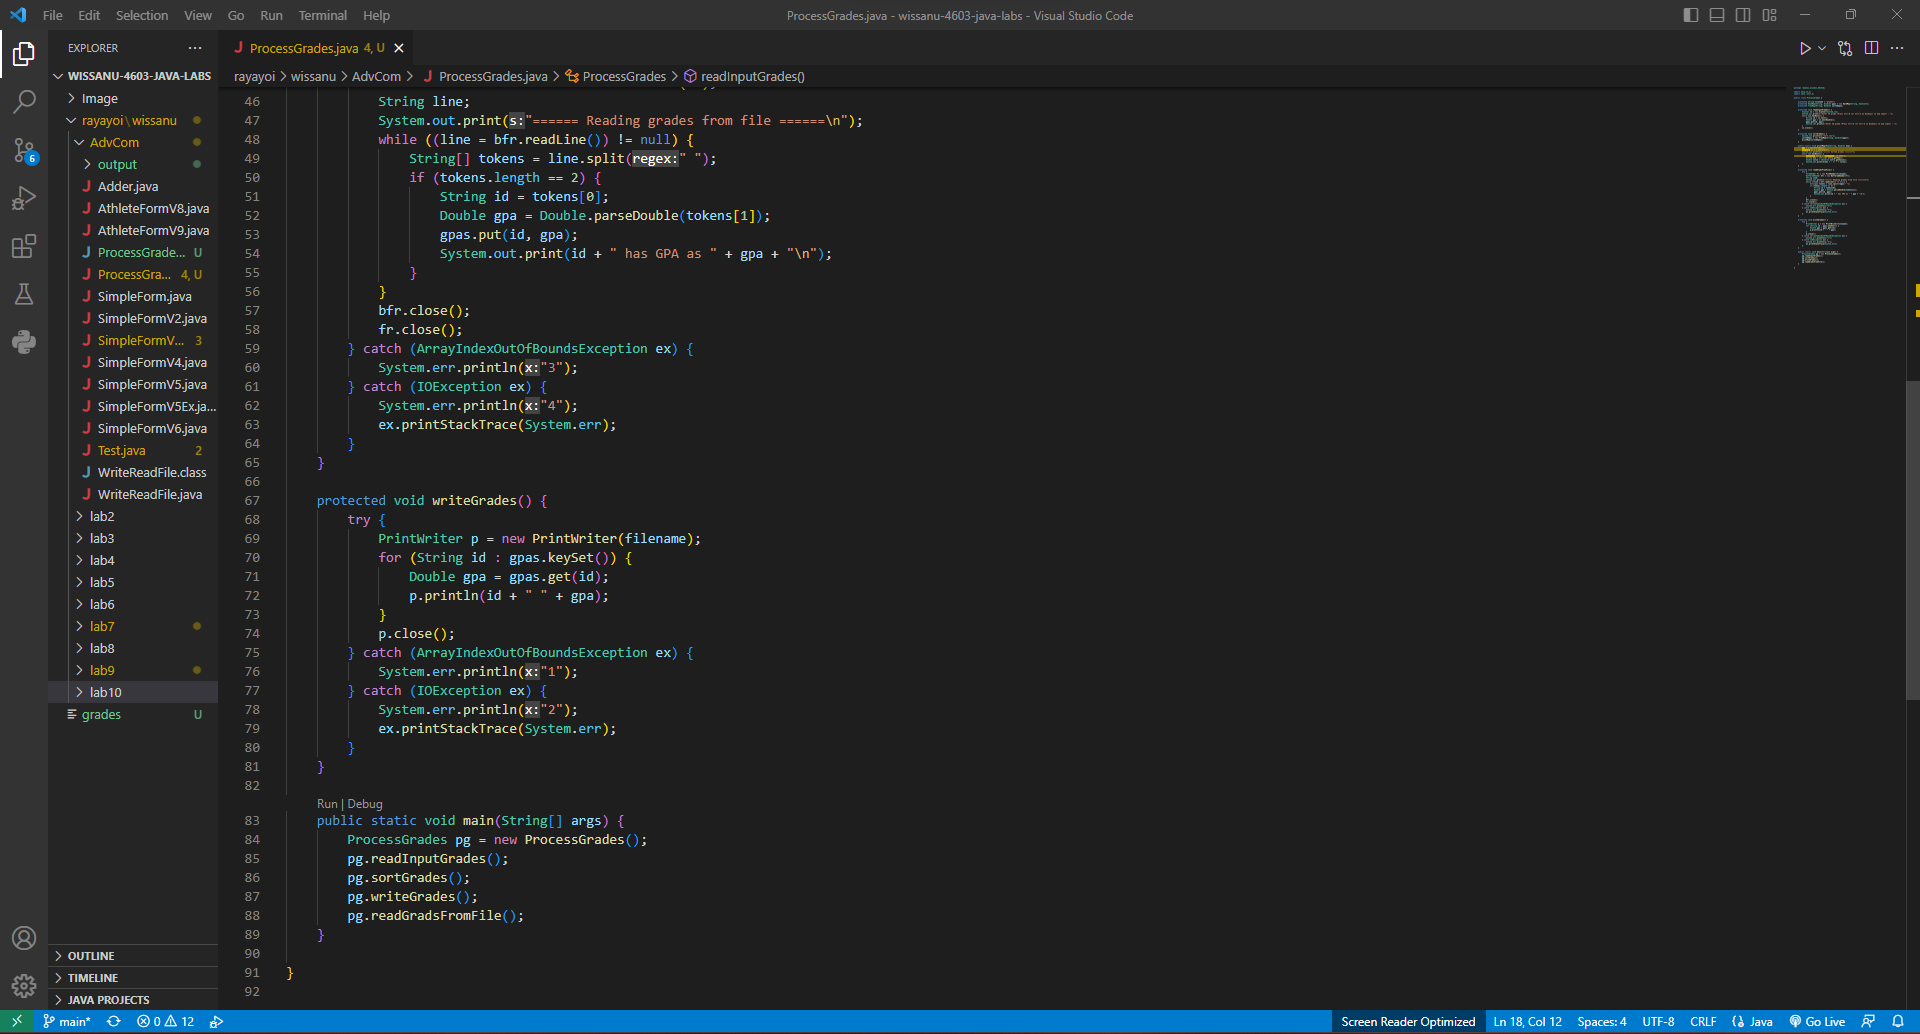 File Edit Selection View Go Run Terminal Help
ProcessGrades.java - wissanu-4603-java-labs - Visual Studio Code
EXPLORER
WISSANU-4603-JAVA-LABS
Image
rayayoi\wissanu
AdvCom
output
Adder.java
AthleteFormV8.java
AthleteFormV9.java
ProcessGrade... U
ProcessGra... 4, U
SimpleForm.java
SimpleFormV2.java
SimpleFormV... 3
SimpleFormV4.java
SimpleFormV5.java
SimpleFormV5Ex.ja...
SimpleFormV6.java
Test.java 2
WriteReadFile.class
WriteReadFile.java
lab2
lab3
lab4
lab5
lab6
lab7
lab8
lab9
lab10
grades U
6
OUTLINE
TIMELINE
JAVA PROJECTS
ProcessGrades.java 4, U
rayayoi > wissanu > AdvCom > ProcessGrades.java > ProcessGrades > readInputGrades()
46 String line;
47 System.out.print(s:"====== Reading grades from file ======\n");
48 while ((line = bfr.readLine()) != null) {
49 String[] tokens = line.split(regex:" ");
50 if (tokens.length == 2) {
51 String id = tokens[0];
52 Double gpa = Double.parseDouble(tokens[1]);
53 gpas.put(id, gpa);
54 System.out.print(id + " has GPA as " + gpa + "\n");
55 }
56 }
57 bfr.close();
58 fr.close();
59 } catch (ArrayIndexOutOfBoundsException ex) {
60 System.err.println(x:"3");
61 } catch (IOException ex) {
62 System.err.println(x:"4");
63 ex.printStackTrace(System.err);
64 }
65 }
66
67 protected void writeGrades() {
68 try {
69 PrintWriter p = new PrintWriter(filename);
70 for (String id : gpas.keySet()) {
71 Double gpa = gpas.get(id);
72 p.println(id + " " + gpa);
73 }
74 p.close();
75 } catch (ArrayIndexOutOfBoundsException ex) {
76 System.err.println(x:"1");
77 } catch (IOException ex) {
78 System.err.println(x:"2");
79 ex.printStackTrace(System.err);
80 }
81 }
82
Run | Debug
83 public static void main(String[] args) {
84 ProcessGrades pg = new ProcessGrades();
85 pg.readInputGrades();
86 pg.sortGrades();
87 pg.writeGrades();
88 pg.readGradsFromFile();
89 }
90
91 }
92
main* 0 12
Screen Reader Optimized Ln 18, Col 12 Spaces: 4 UTF-8 CRLF Java Go Live